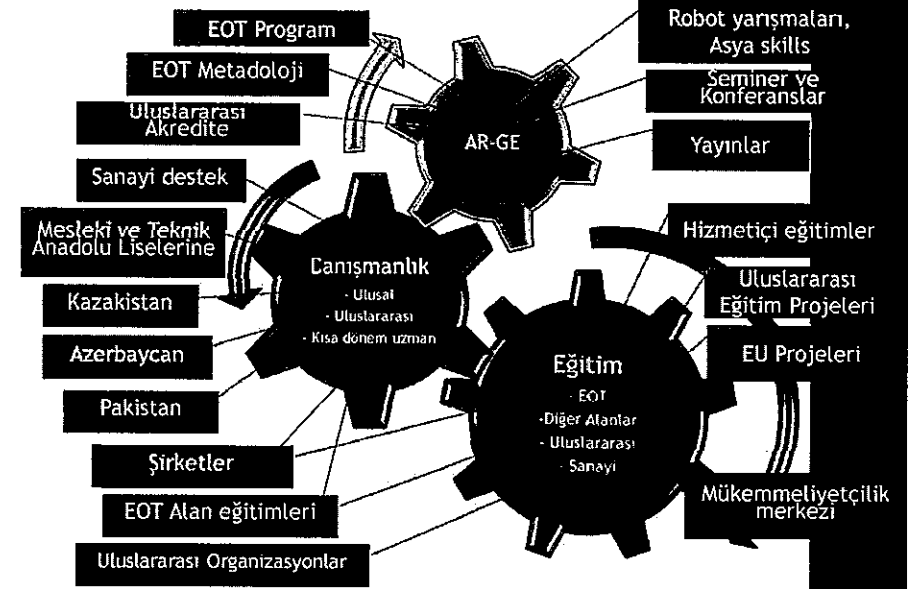 EOT Program
EOT Metadoloji
Uluslararası
Akredite
Sanayi destek
Mesleki ve Teknik
Anadolu Liselerine
Kazakistan
Azerbaycan
Pakistan
Şirketler
EOT Alan eğitimleri
Uluslararası Organizasyonlar
AR-GE
Danışmanlık
- Ulusal
- Uluslararası
- Kısa dönem uzman
Eğitim
- EOT
-Diğer Alanlar
- Uluslararası
- Sanayi
Robot yarışmaları,
Asya skills
Seminer ve
Konferanslar
Yayınlar
Hizmetiçi eğitimler
Uluslararası
Eğitim Projeleri
EU Projeleri
Mükemmeliyetçilik
merkezi